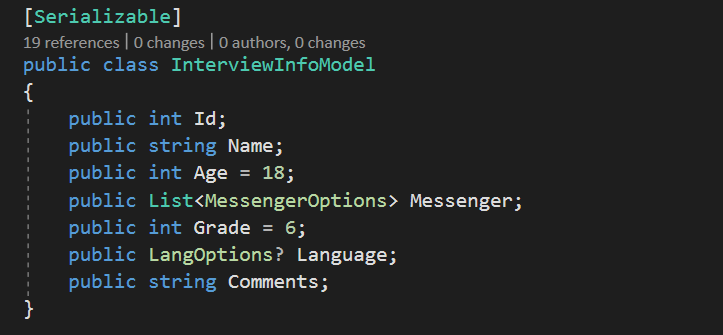 [Serializable]
19 references | 0 changes | 0 authors, 0 changes
public class InterviewInfoModel
{
public int Id;
public string Name;
public int Age = 18;
public List<MessengerOptions> Messenger;
public int Grade = 6;
public LangOptions? Language;
public string Comments;
}